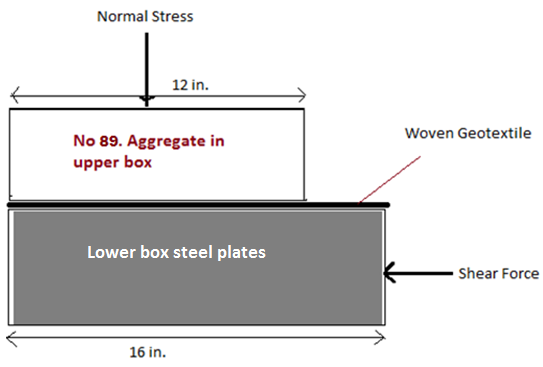 Normal Stress
12 in.
No 89. Aggregate in
upper box
Woven Geotextile
Lower box steel plates
Shear Force
16 in.